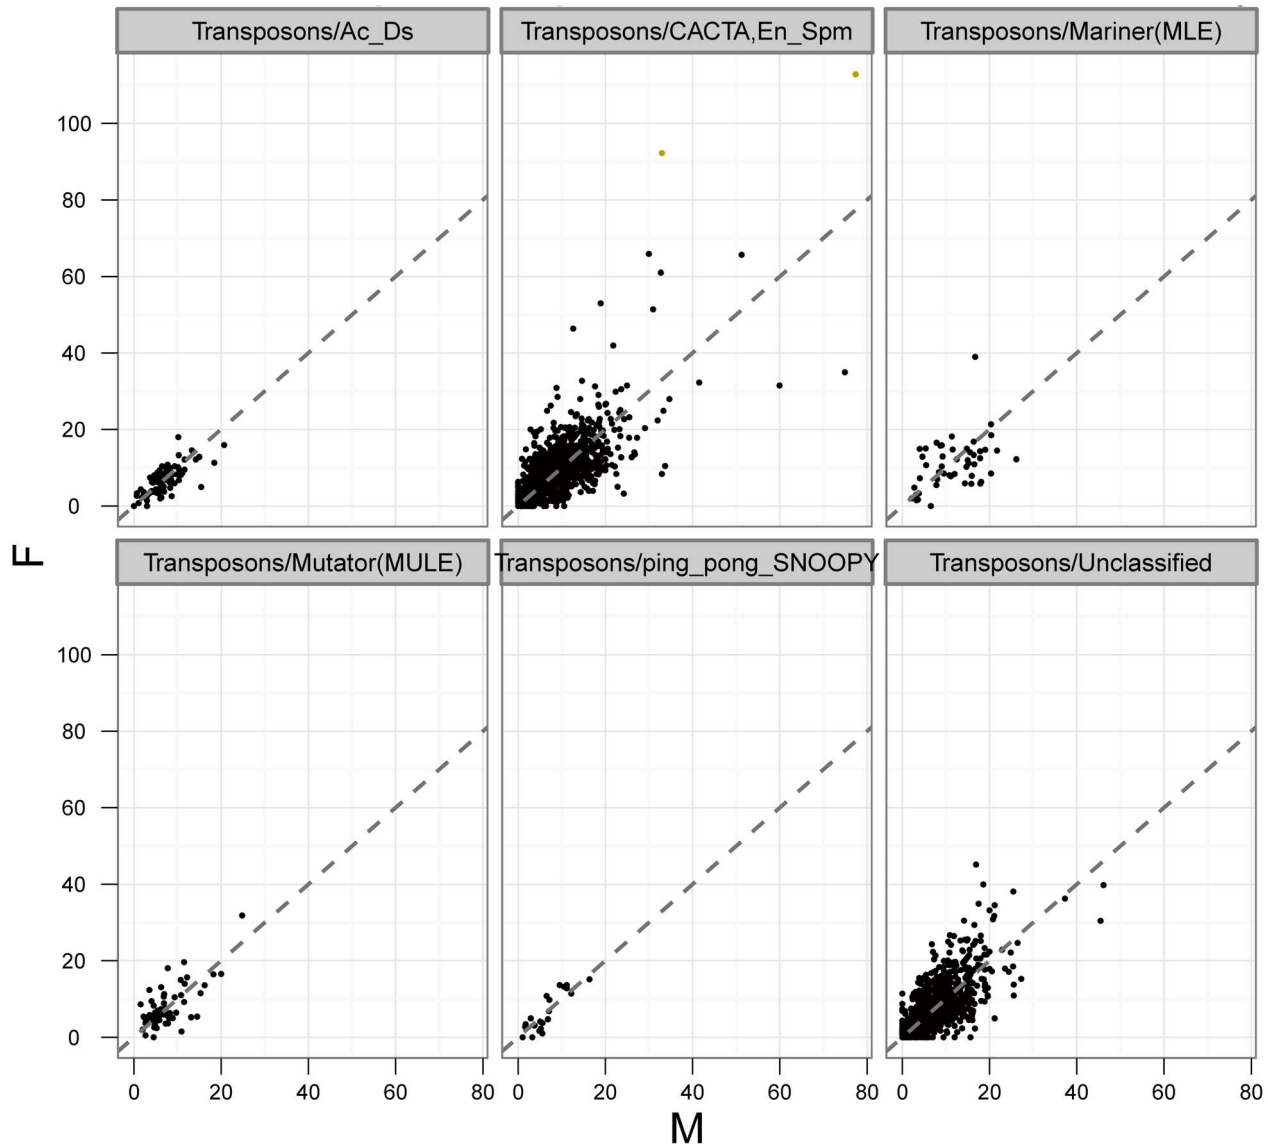 Transposons/Ac_Ds
Transposons/CACTA,En_Spm
Transposons/Mariner(MLE)
100
80
60
40
20
0
F
Transposons/Mutator(MULE)
Transposons/ping_pong_SNOOPY
Transposons/Unclassified
100
80
60
40
20
0
0 20 40 60 80 0 20 40 60 80 0 20 40 60 80
M